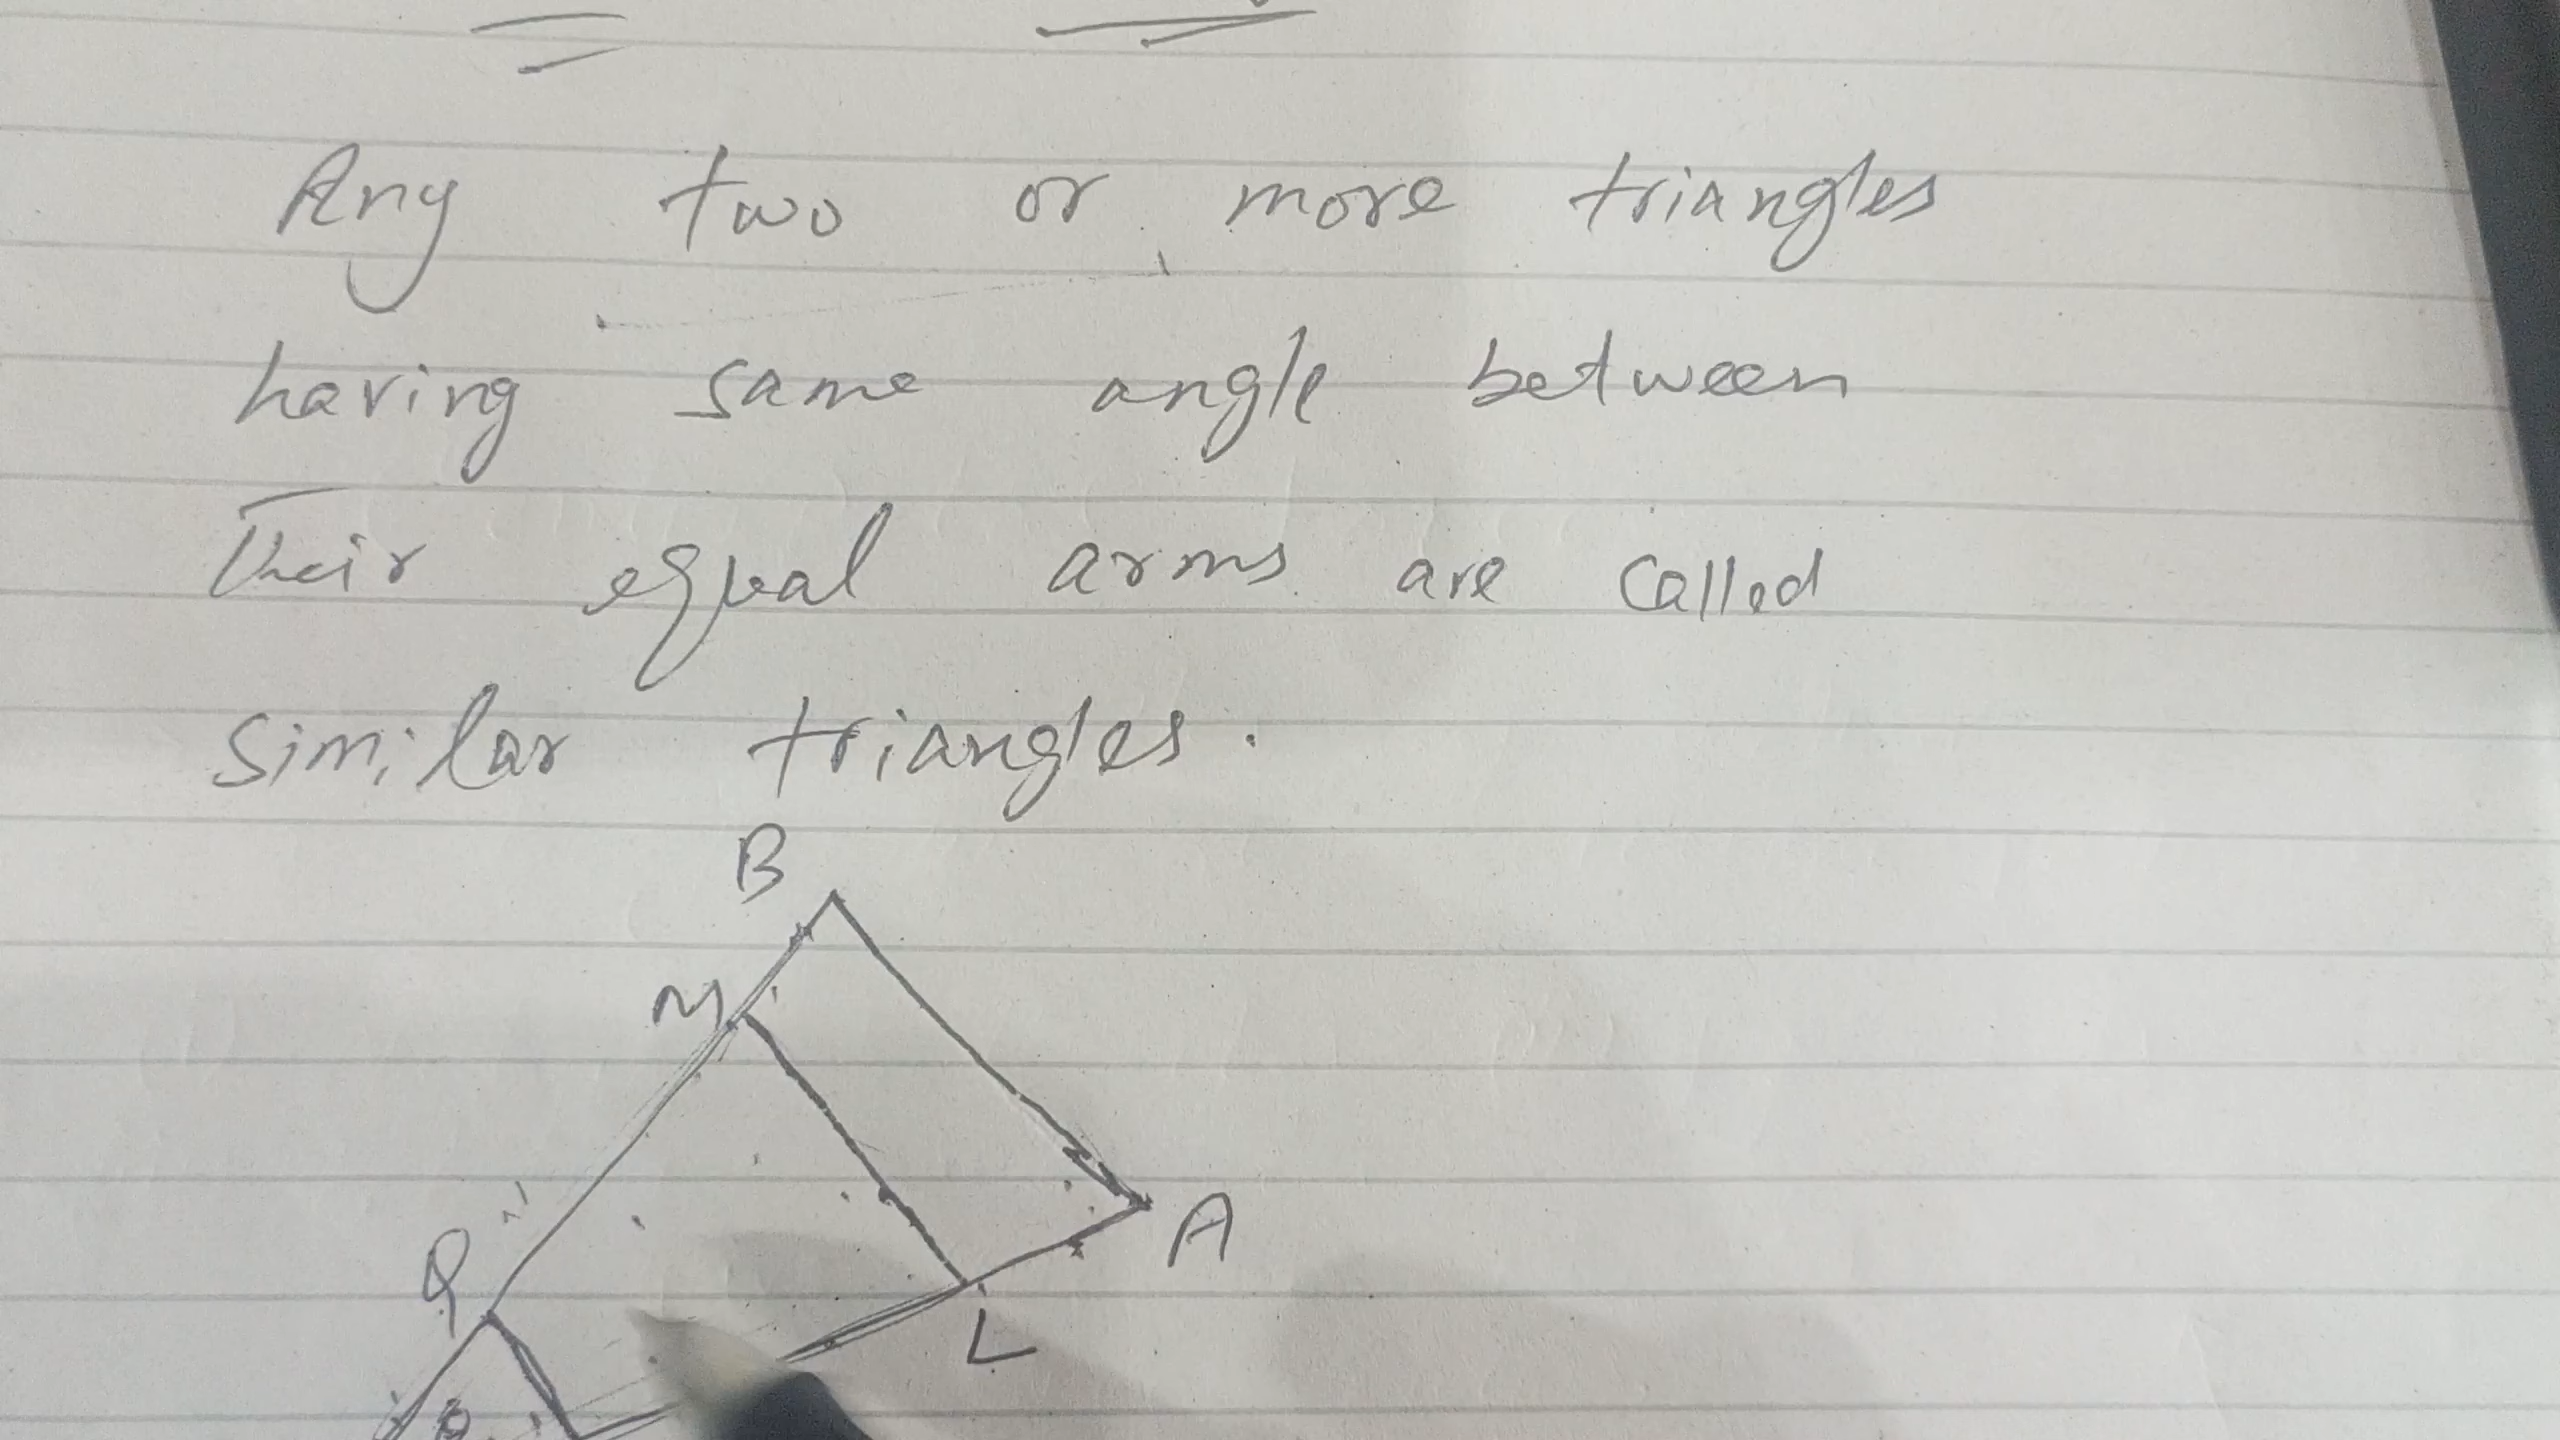 Any two or more triangles
having same angle between
Their equal arms are called
similar triangles.
B
M
A
Q
L
θ